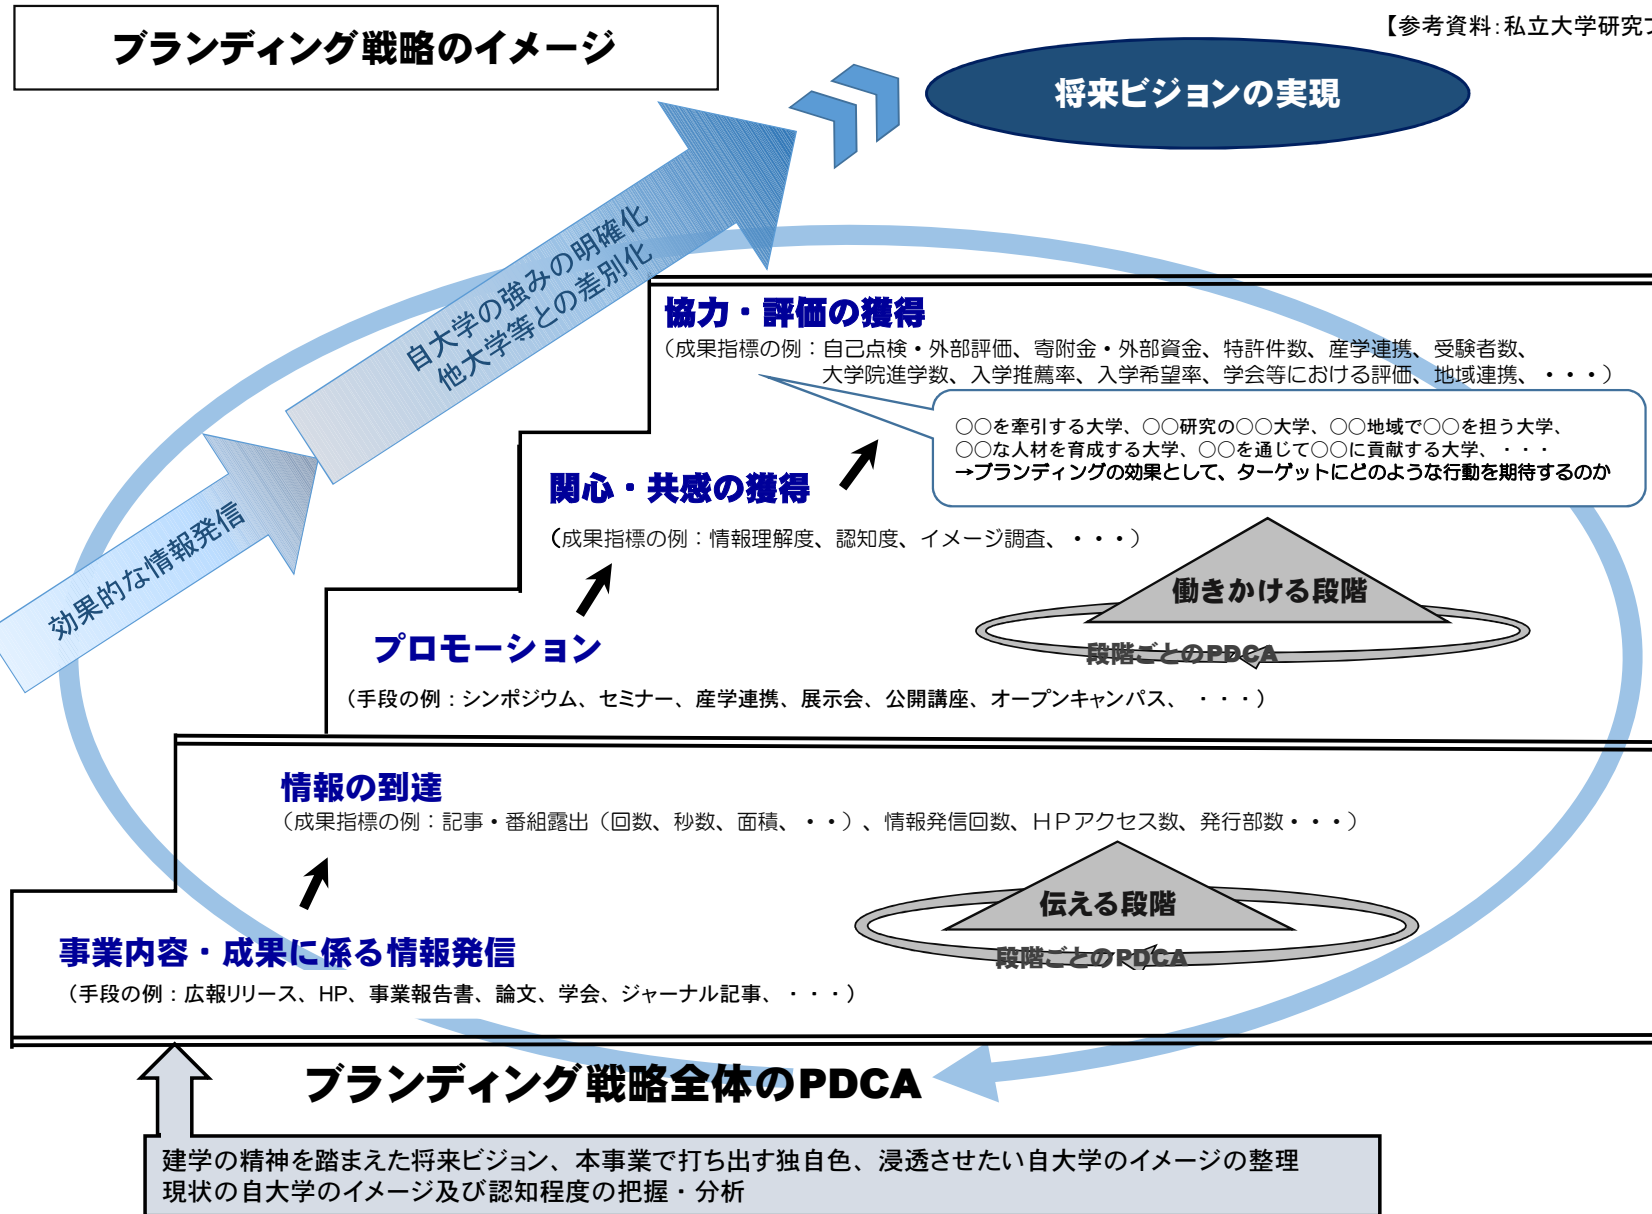 ブランディング戦略のイメージ
【参考資料：私立大学研究ブ
将来ビジョンの実現
自大学の強みの明確化
他大学等との差別化
効果的な情報発信
協力・評価の獲得
（成果指標の例：自己点検・外部評価、寄附金・外部資金、特許件数、産学連携、受験者数、
大学院進学数、入学推薦率、入学希望率、学会等における評価、地域連携、・・・）
○○を牽引する大学、○○研究の○○大学、○○地域で○○を担う大学、
○○な人材を育成する大学、○○を通じて○○に貢献する大学、・・・
→ブランディングの効果として、ターゲットにどのような行動を期待するのか
関心・共感の獲得
（成果指標の例：情報理解度、認知度、イメージ調査、・・・）
働きかける段階
段階ごとのPDCA
プロモーション
（手段の例：シンポジウム、セミナー、産学連携、展示会、公開講座、オープンキャンパス、・・・）
情報の到達
（成果指標の例：記事・番組露出（回数、秒数、面積、・・）、情報発信回数、ＨＰアクセス数、発行部数・・・）
伝える段階
段階ごとのPDCA
事業内容・成果に係る情報発信
（手段の例：広報リリース、HP、事業報告書、論文、学会、ジャーナル記事、・・・）
ブランディング戦略全体のPDCA
建学の精神を踏まえた将来ビジョン、本事業で打ち出す独自色、浸透させたい自大学のイメージの整理
現状の自大学のイメージ及び認知程度の把握・分析